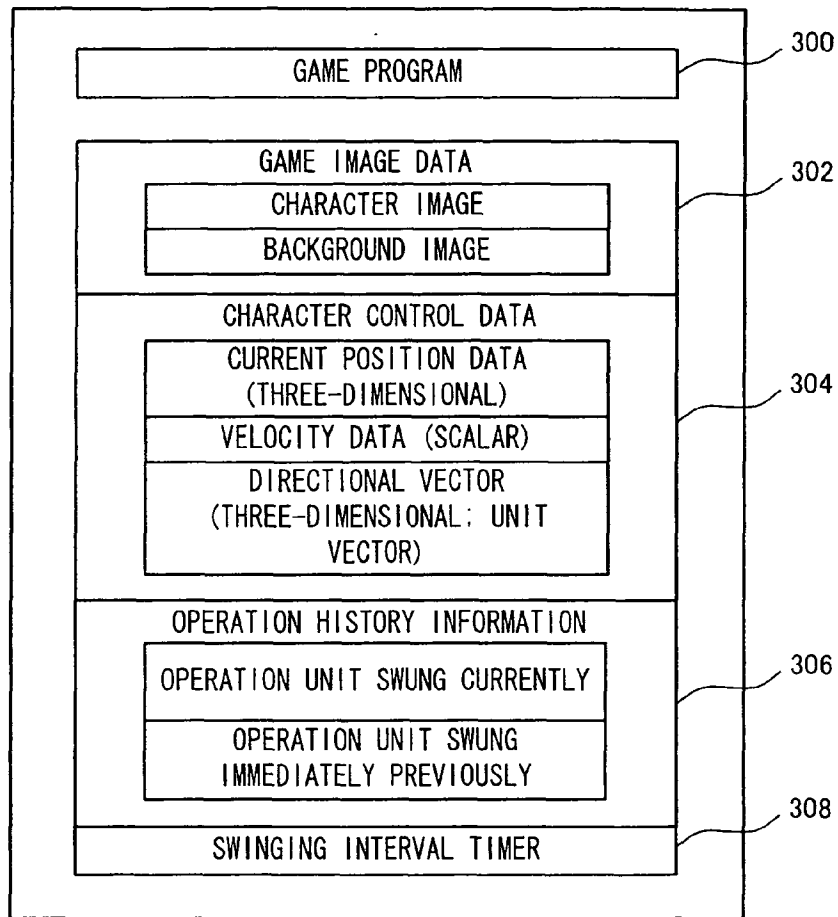 GAME PROGRAM
300
GAME IMAGE DATA
302
CHARACTER IMAGE
BACKGROUND IMAGE
CHARACTER CONTROL DATA
CURRENT POSITION DATA
(THREE-DIMENSIONAL)
304
VELOCITY DATA (SCALAR)
DIRECTIONAL VECTOR
(THREE-DIMENSIONAL: UNIT
VECTOR)
OPERATION HISTORY INFORMATION
OPERATION UNIT SWUNG CURRENTLY
306
OPERATION UNIT SWUNG
IMMEDIATELY PREVIOUSLY
308
SWINGING INTERVAL TIMER